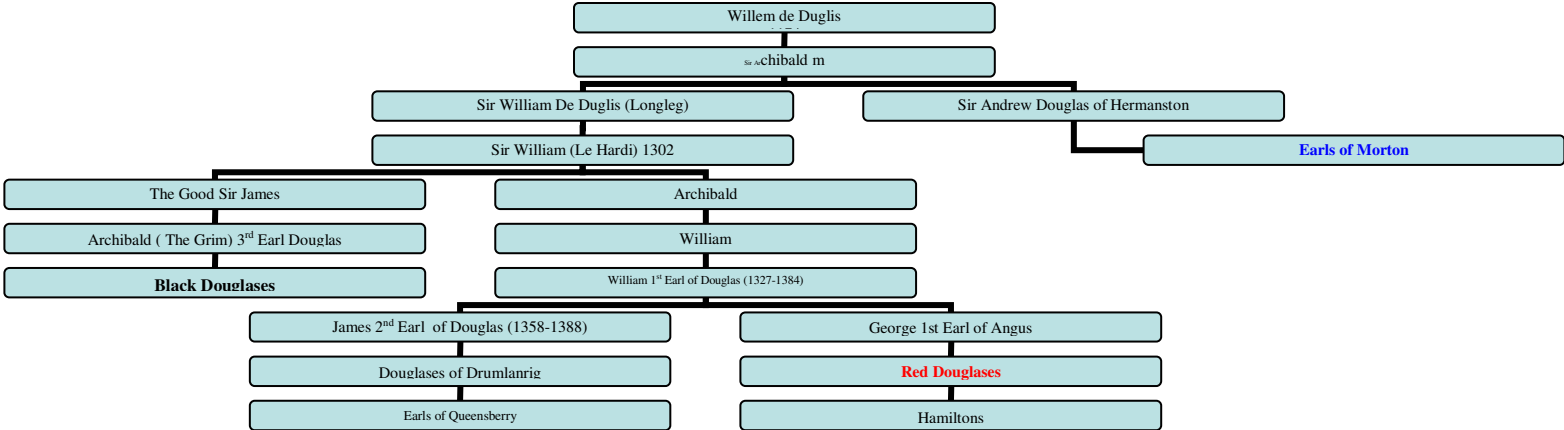 Willem de Duglis
Sir Archibald m
Sir William De Duglis (Longleg)
Sir Andrew Douglas of Hermanston
Sir William (Le Hardi) 1302
Earls of Morton
The Good Sir James
Archibald
Archibald ( The Grim) 3rd Earl Douglas
William
Black Douglases
William 1st Earl of Douglas (1327-1384)
James 2nd Earl of Douglas (1358-1388)
George 1st Earl of Angus
Douglases of Drumlanrig
Red Douglases
Earls of Queensberry
Hamiltons